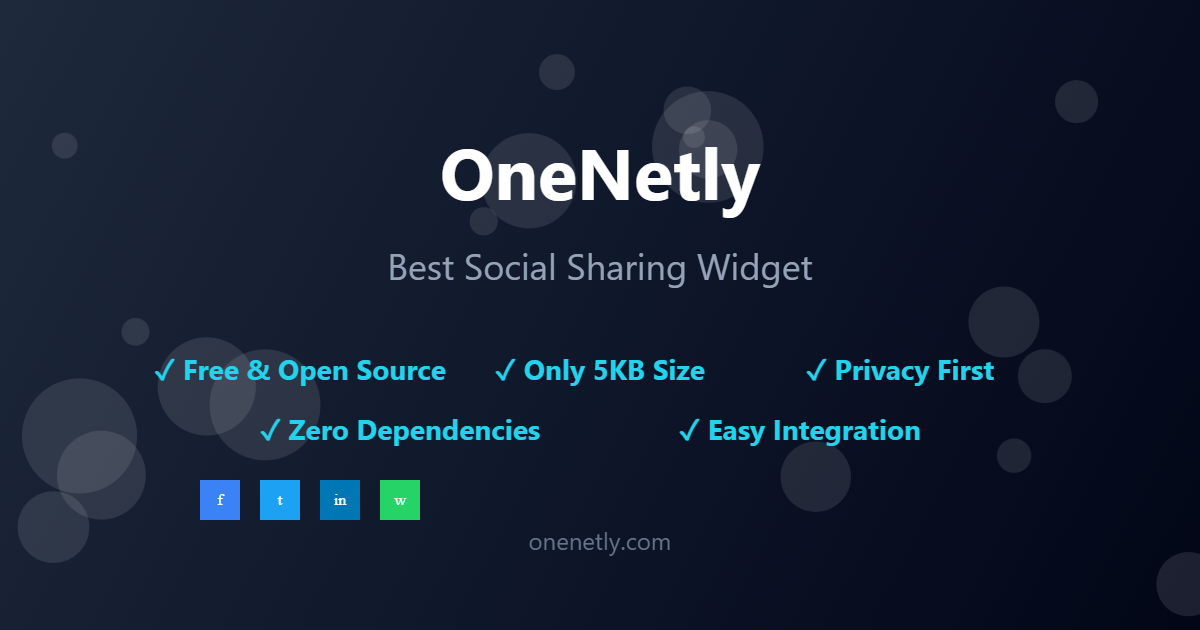 OneNetly
Best Social Sharing Widget
✓ Free & Open Source ✓ Only 5KB Size ✓ Privacy First
✓ Zero Dependencies ✓ Easy Integration
f t in w
onenetly.com